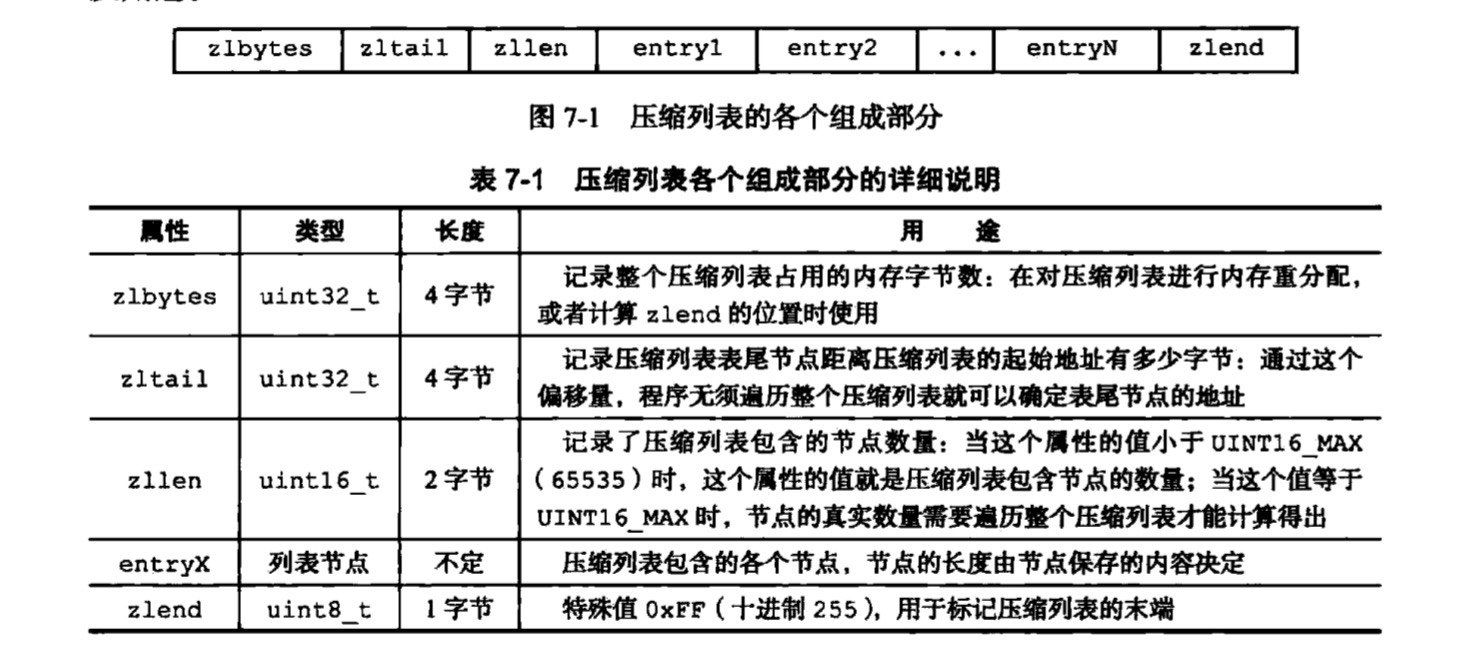 zlbytes zltail zllen entry1 entry2 ... entryN zlend
图 7-1 压缩列表的各个组成部分
表 7-1 压缩列表各个组成部分的详细说明
属性 类型 长度 用 途
zlbytes uint32_t 4 字节 记录整个压缩列表占用的内存字节数：在对压缩列表进行内存重分配，
或者计算 zlend 的位置时使用
zltail uint32_t 4 字节 记录压缩列表表尾节点距离压缩列表的起始地址有多少字节：通过这个
偏移量，程序无须遍历整个压缩列表就可以确定表尾节点的地址
zllen uint16_t 2 字节 记录了压缩列表包含的节点数量：当这个属性的值小于 UINT16_MAX
（65535）时，这个属性的值就是压缩列表包含节点的数量；当这个值等于
UINT16_MAX 时，节点的真实数量需要遍历整个压缩列表才能计算得出
entryX 列表节点 不定 压缩列表包含的各个节点，节点的长度由节点保存的内容决定
zlend uint8_t 1 字节 特殊值 0xFF（十进制 255），用于标记压缩列表的末端